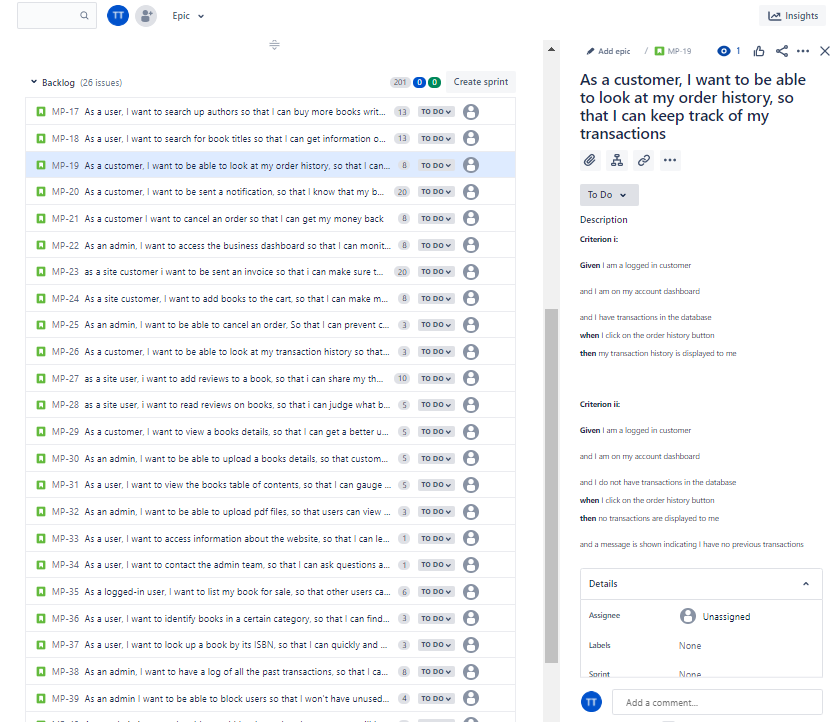 TT
Epic
Insights
Backlog (26 issues)
201 0 0 Create sprint
MP-17 As a user, I want to search up authors so that I can buy more books writ... 13 TO DO
MP-18 As a user, I want to search for book titles so that I can get information o... 13 TO DO
MP-19 As a customer, I want to be able to look at my order history, so that I can... 8 TO DO
MP-20 As a customer, I want to be sent a notification, so that I know that my b... 20 TO DO
MP-21 As a customer I want to cancel an order so that I can get my money back 8 TO DO
MP-22 As an admin, I want to access the business dashboard so that I can monit... 8 TO DO
MP-23 as a site customer i want to be sent an invoice so that i can make sure t... 20 TO DO
MP-24 As a site customer, I want to add books to the cart, so that I can make m... 8 TO DO
MP-25 As an admin, I want to be able to cancel an order, So that I can prevent c... 3 TO DO
MP-26 As a customer, I want to be able to look at my transaction history so that... 3 TO DO
MP-27 as a site user, i want to add reviews to a book, so that i can share my th... 10 TO DO
MP-28 as a site user, i want to read reviews on books, so that i can judge what b... 5 TO DO
MP-29 As a customer, I want to view a books details, so that I can get a better u... 5 TO DO
MP-30 As an admin, I want to be able to upload a books details, so that custom... 5 TO DO
MP-31 As a user, I want to view the books table of contents, so that I can gauge ... 5 TO DO
MP-32 As an admin, I want to be able to upload pdf files, so that users can view ... 3 TO DO
MP-33 As a user, I want to access information about the website, so that I can le... 1 TO DO
MP-34 As a user, I want to contact the admin team, so that I can ask questions a... 1 TO DO
MP-35 As a logged-in user, I want to list my book for sale, so that other users ca... 6 TO DO
MP-36 As a user, I want to identify books in a certain category, so that I can find... 3 TO DO
MP-37 As a user, I want to look up a book by its ISBN, so that I can quickly and ... 3 TO DO
MP-38 As an admin, I want to have a log of all the past transactions, so that I ca... 8 TO DO
MP-39 As an admin I want to be able to block users so that I won't have unused... 4 TO DO
Add epic / MP-19 1
As a customer, I want to be able
to look at my order history, so
that I can keep track of my
transactions
To Do
Description
Criterion i:
Given I am a logged in customer
and I am on my account dashboard
and I have transactions in the database
when I click on the order history button
then my transaction history is displayed to me
Criterion ii:
Given I am a logged in customer
and I am on my account dashboard
and I do not have transactions in the database
when I click on the order history button
then no transactions are displayed to me
and a message is shown indicating I have no previous transactions
Details
Assignee Unassigned
Labels None
Sprint None
TT Add a comment...